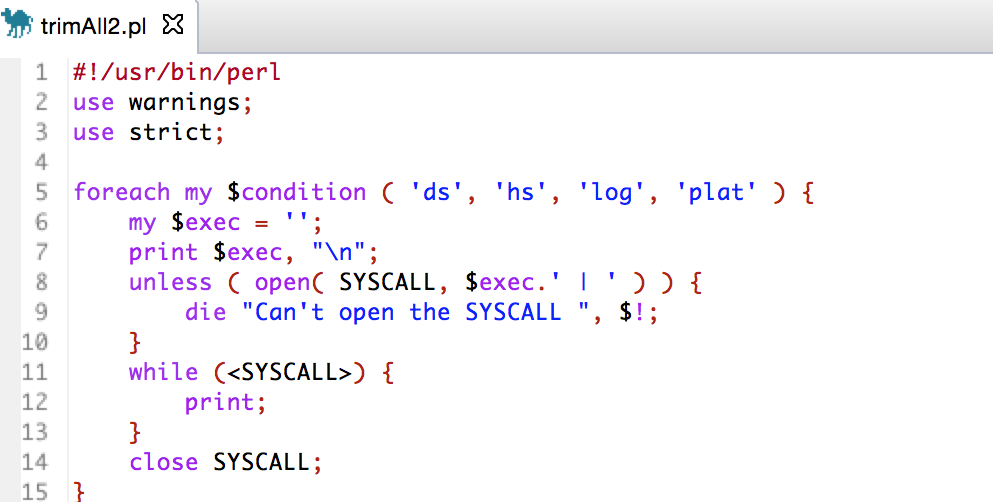 trimAll2.pl
1 #!/usr/bin/perl
2 use warnings;
3 use strict;
4
5 foreach my $condition ( 'ds', 'hs', 'log', 'plat' ) {
6     my $exec = '';
7     print $exec, "\n";
8     unless ( open( SYSCALL, $exec.' | ' ) ) {
9         die "Can't open the SYSCALL ", $!;
10     }
11     while (<SYSCALL>) {
12         print;
13     }
14     close SYSCALL;
15 }